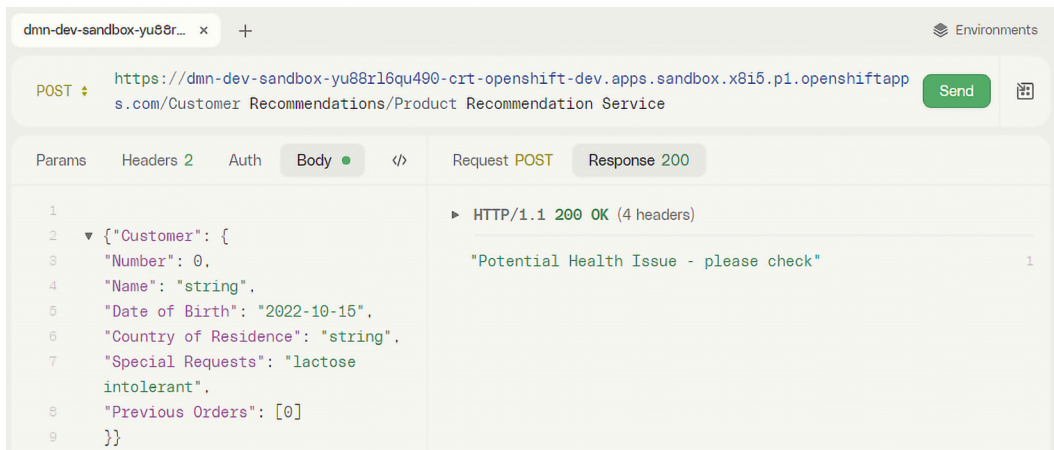 dmn-dev-sandbox-yu88r... × +
Environments
POST
https://dmn-dev-sandbox-yu88rl6qu490-crt-openshift-dev.apps.sandbox.x8i5.p1.openshiftapp
s.com/Customer Recommendations/Product Recommendation Service
Send
Params Headers 2 Auth Body </>
Request POST Response 200
1
2 {"Customer": {
3 "Number": 0,
4 "Name": "string",
5 "Date of Birth": "2022-10-15",
6 "Country of Residence": "string",
7 "Special Requests": "lactose
intolerant",
8 "Previous Orders": [0]
9 }}
HTTP/1.1 200 OK (4 headers)
"Potential Health Issue - please check" 1